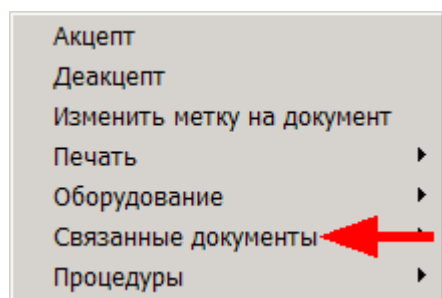 Акцепт
Деакцепт
Изменить метку на документ
Печать
Оборудование
Связанные документы
Процедуры